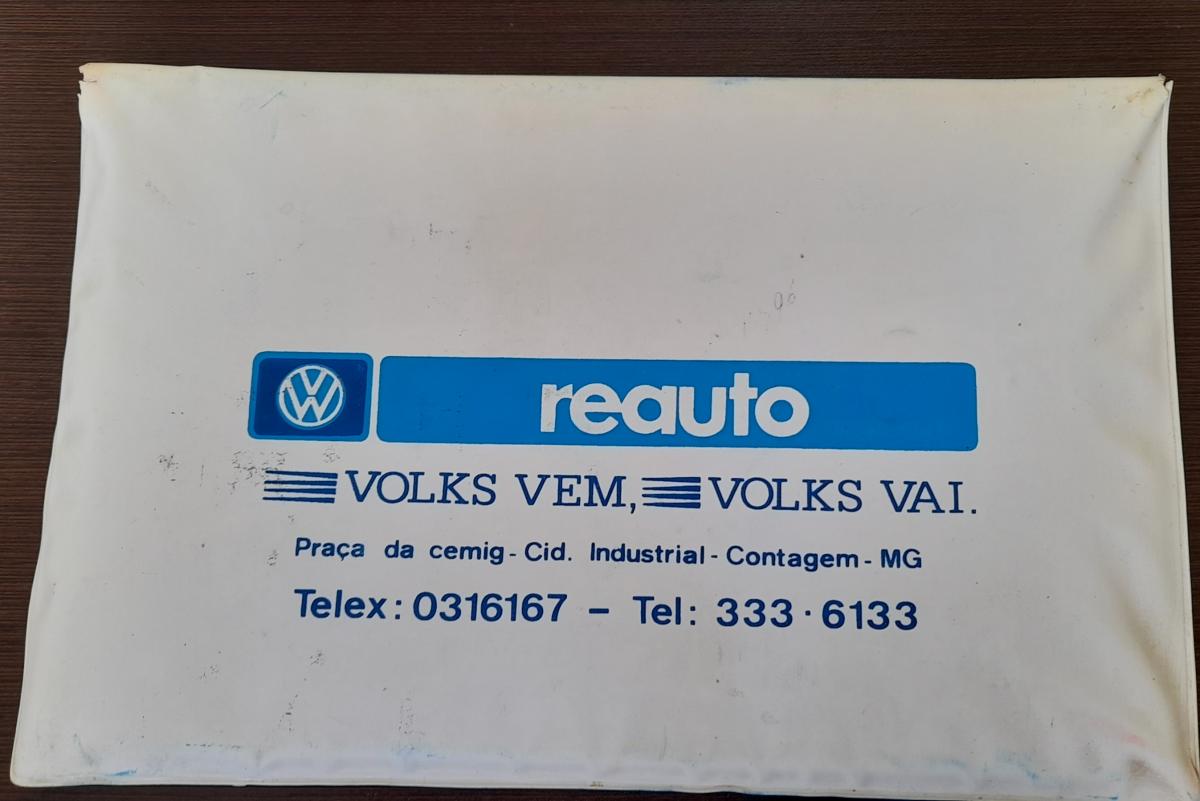 VW reauto
VOLKS VEM, VOLKS VAI.
Praça da cemig - Cid. Industrial - Contagem - MG
Telex: 0316167 – Tel: 333·6133